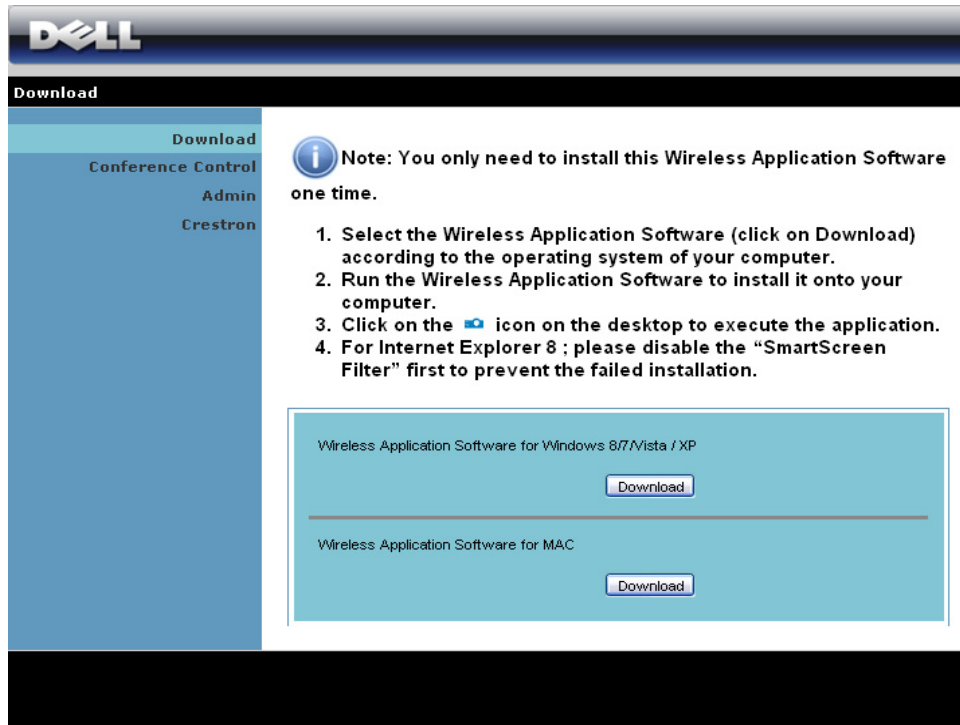 DELL
Download
Download
Conference Control
Admin
Crestron
Note: You only need to install this Wireless Application Software
one time.
1. Select the Wireless Application Software (click on Download)
according to the operating system of your computer.
2. Run the Wireless Application Software to install it onto your
computer.
3. Click on the icon on the desktop to execute the application.
4. For Internet Explorer 8 ; please disable the “SmartScreen
Filter” first to prevent the failed installation.
Wireless Application Software for Windows 8/7/Vista / XP
Download
Wireless Application Software for MAC
Download